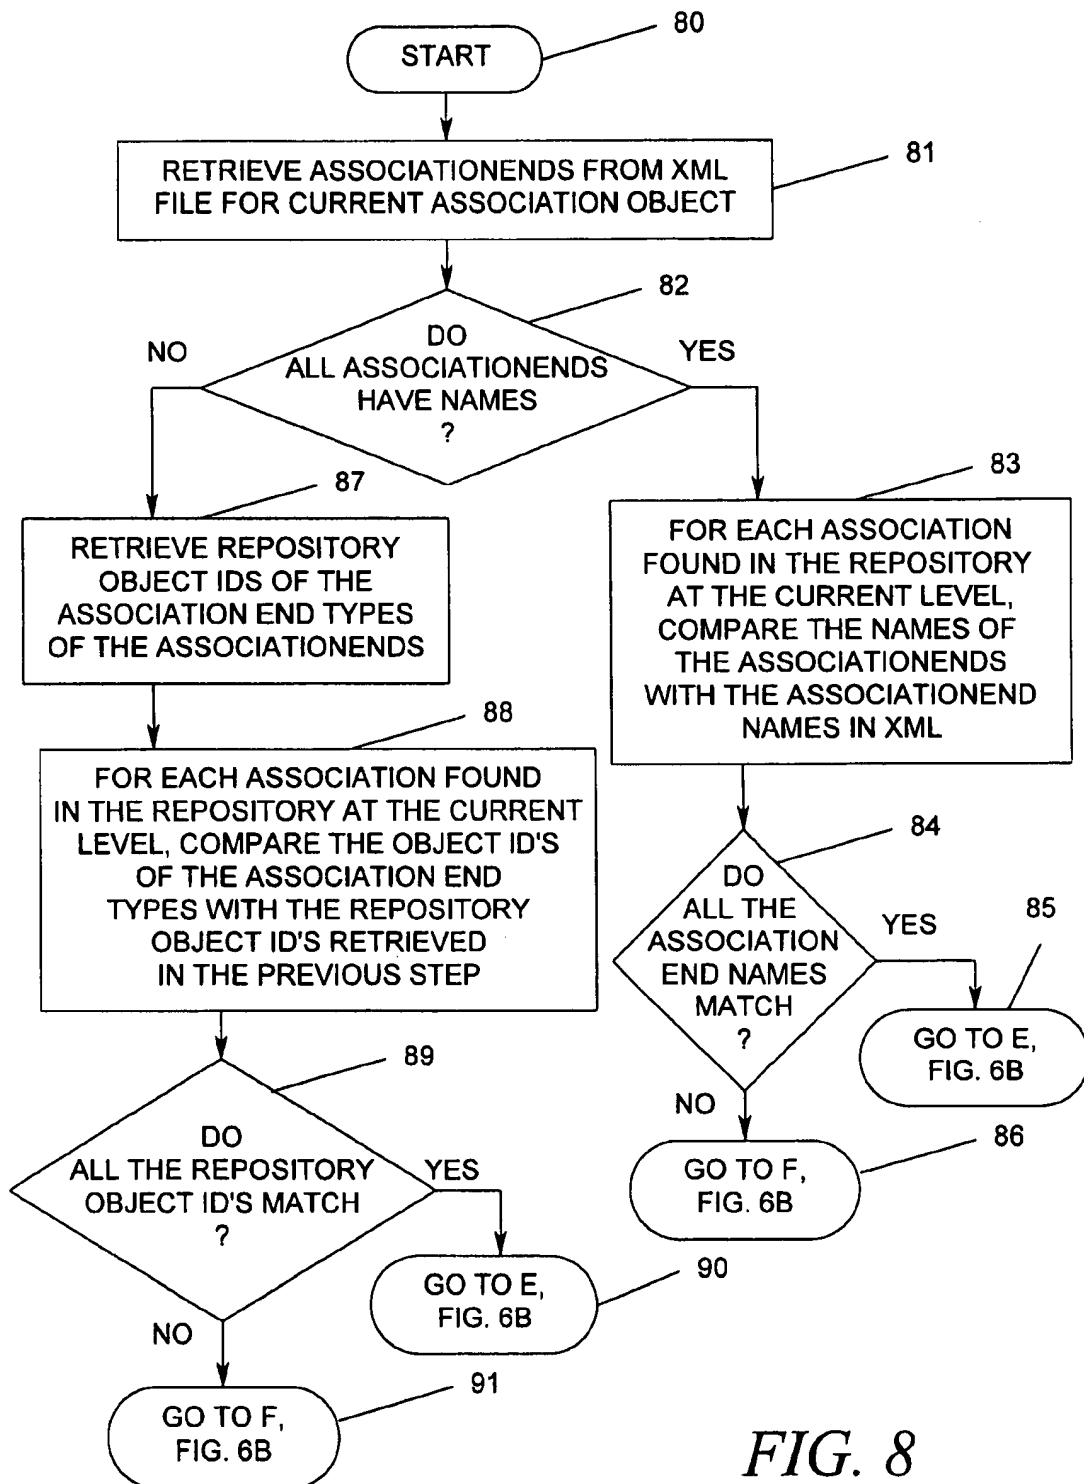 80
START
81
RETRIEVE ASSOCIATIONENDS FROM XML
FILE FOR CURRENT ASSOCIATION OBJECT
82
DO
ALL ASSOCIATIONENDS
HAVE NAMES
?
NO
YES
87
RETRIEVE REPOSITORY
OBJECT IDS OF THE
ASSOCIATION END TYPES
OF THE ASSOCIATIONENDS
88
FOR EACH ASSOCIATION FOUND
IN THE REPOSITORY AT THE CURRENT
LEVEL, COMPARE THE OBJECT ID'S
OF THE ASSOCIATION END
TYPES WITH THE REPOSITORY
OBJECT ID'S RETRIEVED
IN THE PREVIOUS STEP
89
DO
ALL THE REPOSITORY
OBJECT ID'S MATCH
?
YES
90
GO TO E,
FIG. 6B
NO
91
GO TO F,
FIG. 6B
83
FOR EACH ASSOCIATION
FOUND IN THE REPOSITORY
AT THE CURRENT LEVEL,
COMPARE THE NAMES OF
THE ASSOCIATIONENDS
WITH THE ASSOCIATIONEND
NAMES IN XML
84
DO
ALL THE
ASSOCIATION
END NAMES
MATCH
?
YES
85
GO TO E,
FIG. 6B
NO
86
GO TO F,
FIG. 6B
FIG. 8